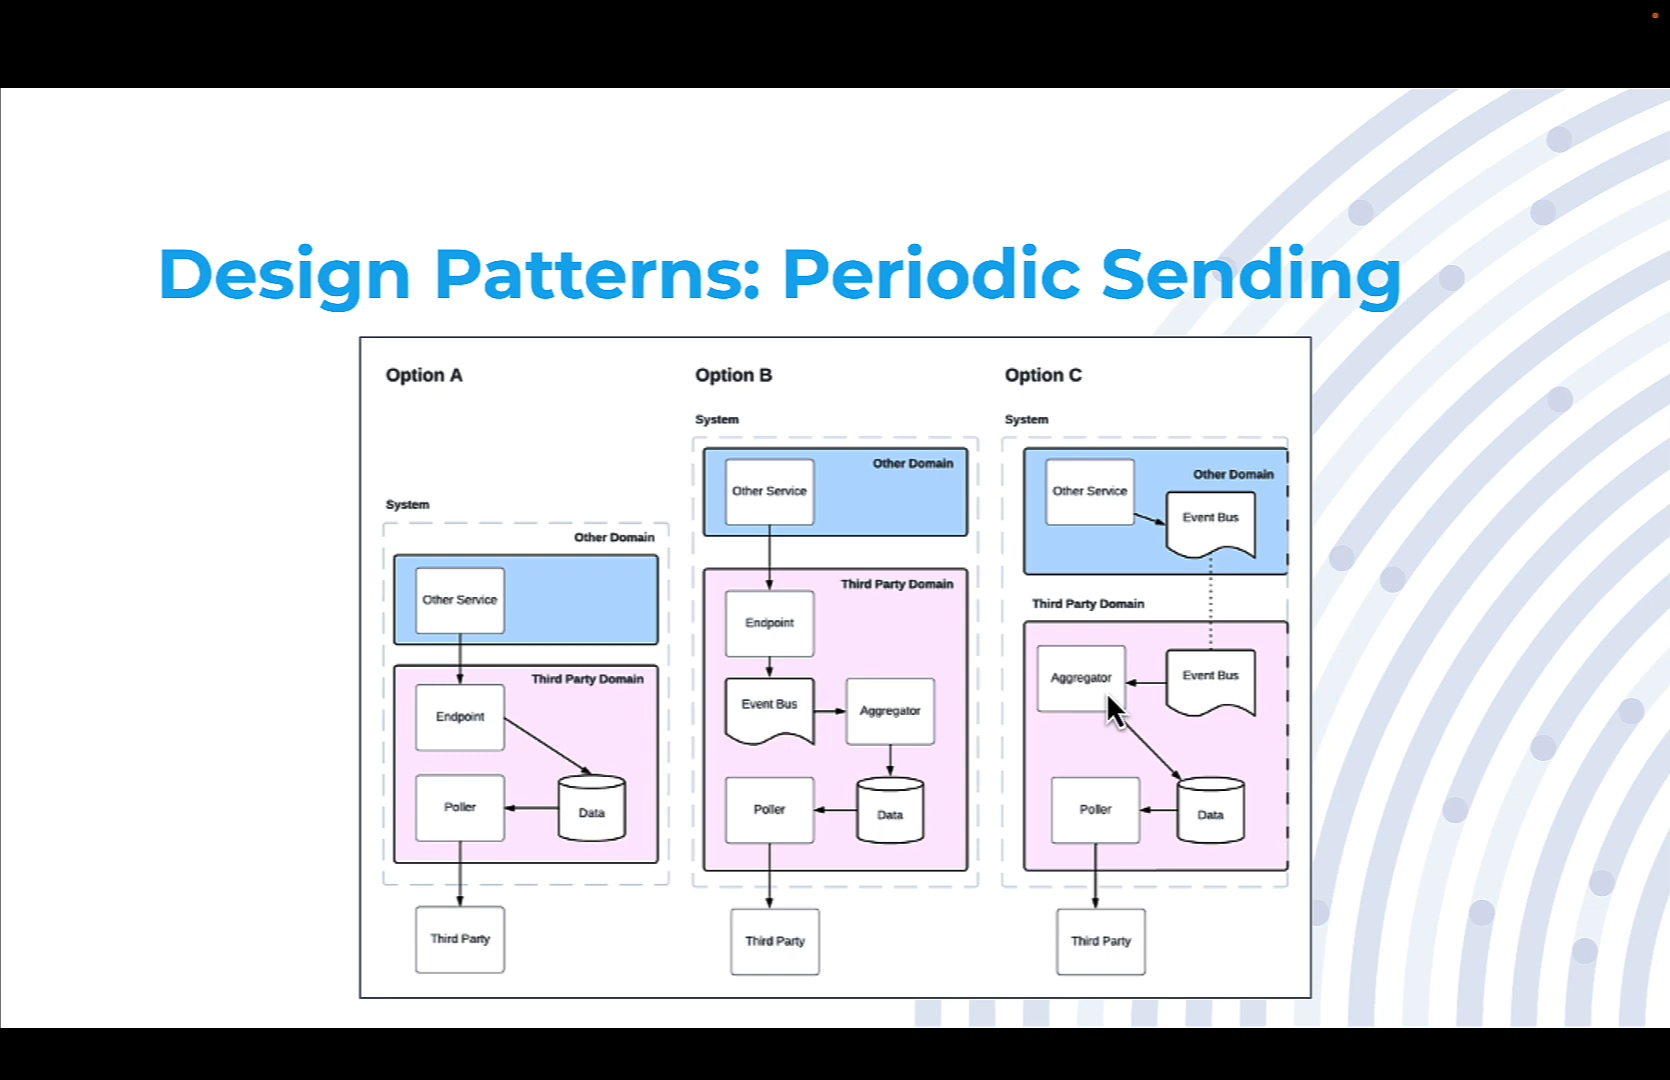 Design Patterns: Periodic Sending
Option A
System
Other Domain
Other Service
Third Party Domain
Endpoint
Poller
Data
Third Party
Option B
System
Other Domain
Other Service
Third Party Domain
Endpoint
Event Bus
Aggregator
Poller
Data
Third Party
Option C
System
Other Domain
Other Service
Event Bus
Third Party Domain
Aggregator
Event Bus
Poller
Data
Third Party